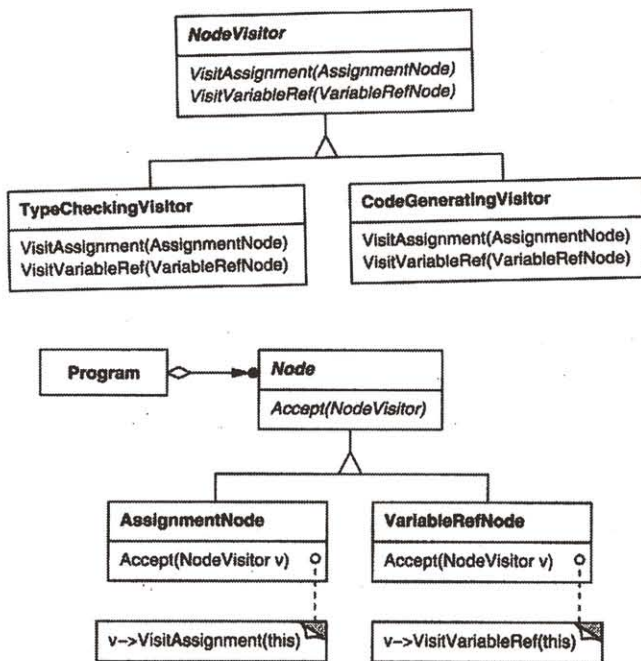 NodeVisitor
VisitAssignment(AssignmentNode)
VisitVariableRef(VariableRefNode)
TypeCheckingVisitor
VisitAssignment(AssignmentNode)
VisitVariableRef(VariableRefNode)
CodeGeneratingVisitor
VisitAssignment(AssignmentNode)
VisitVariableRef(VariableRefNode)
Program
Node
Accept(NodeVisitor)
AssignmentNode
Accept(NodeVisitor v)
v->VisitAssignment(this)
VariableRefNode
Accept(NodeVisitor v)
v->VisitVariableRef(this)